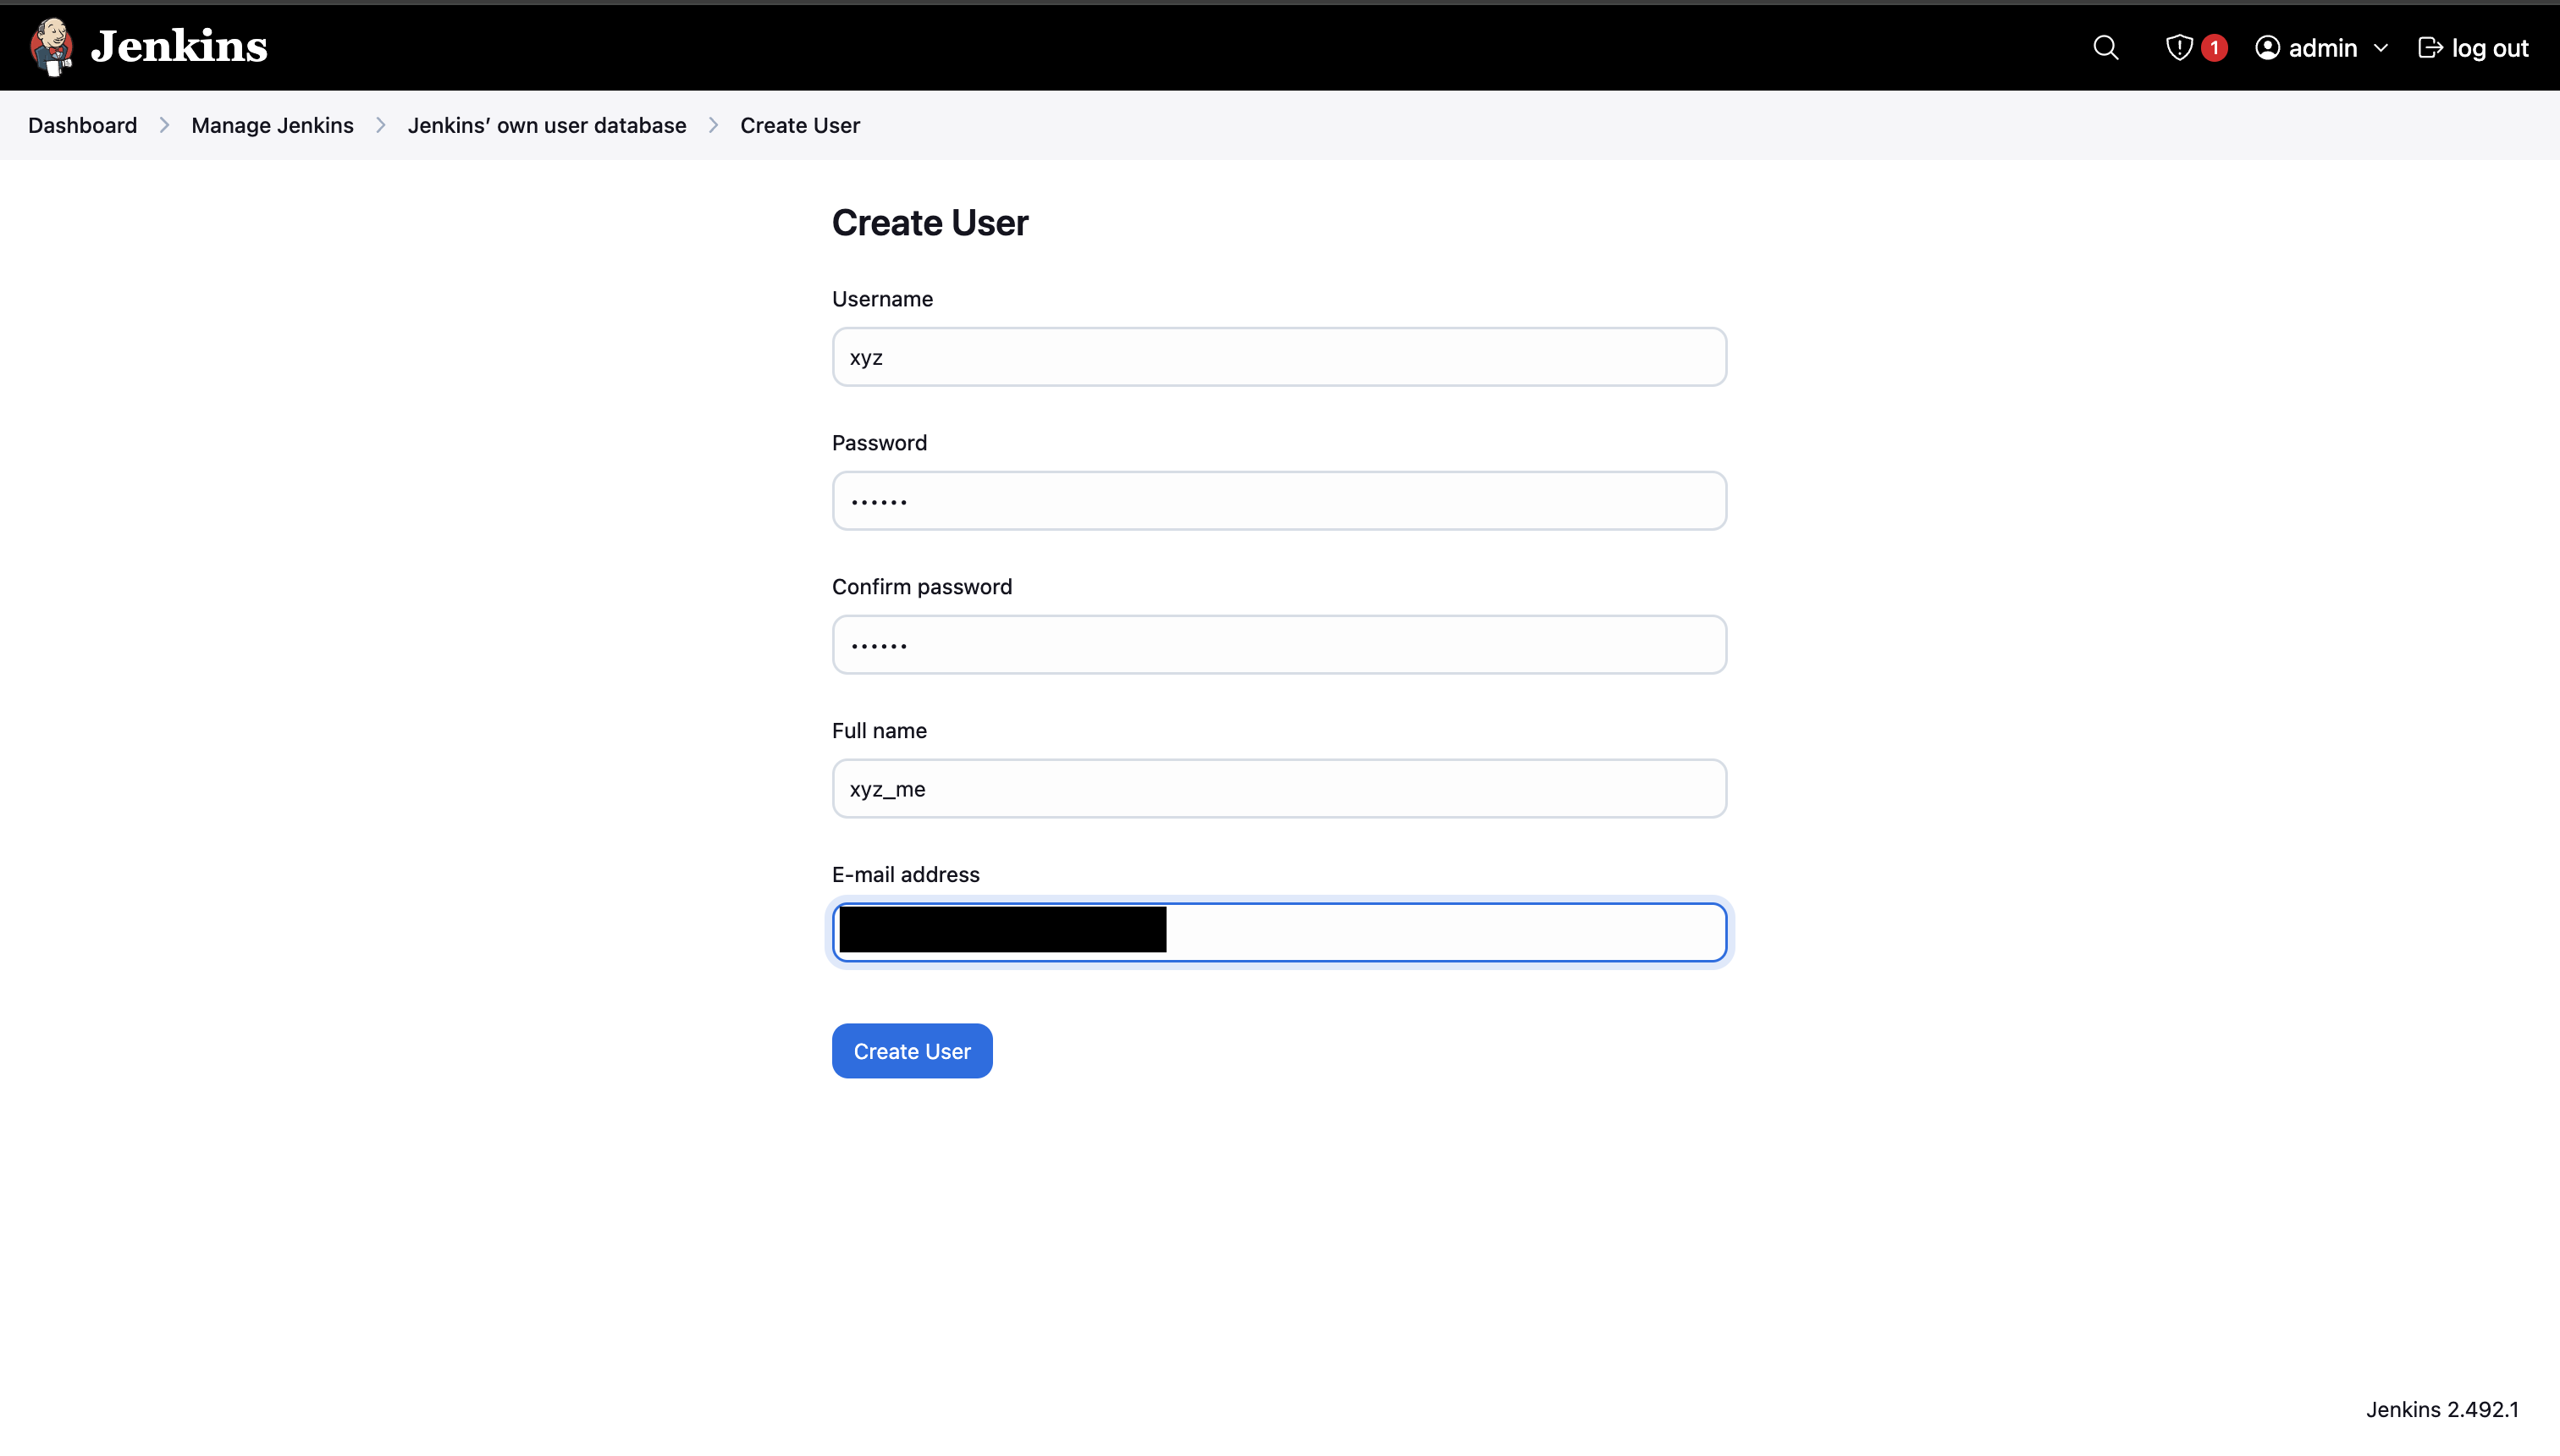 Jenkins
1 admin log out
Dashboard Manage Jenkins Jenkins’ own user database Create User
Create User
Username
xyz
Password
••••••
Confirm password
••••••
Full name
xyz_me
E-mail address
Create User
Jenkins 2.492.1